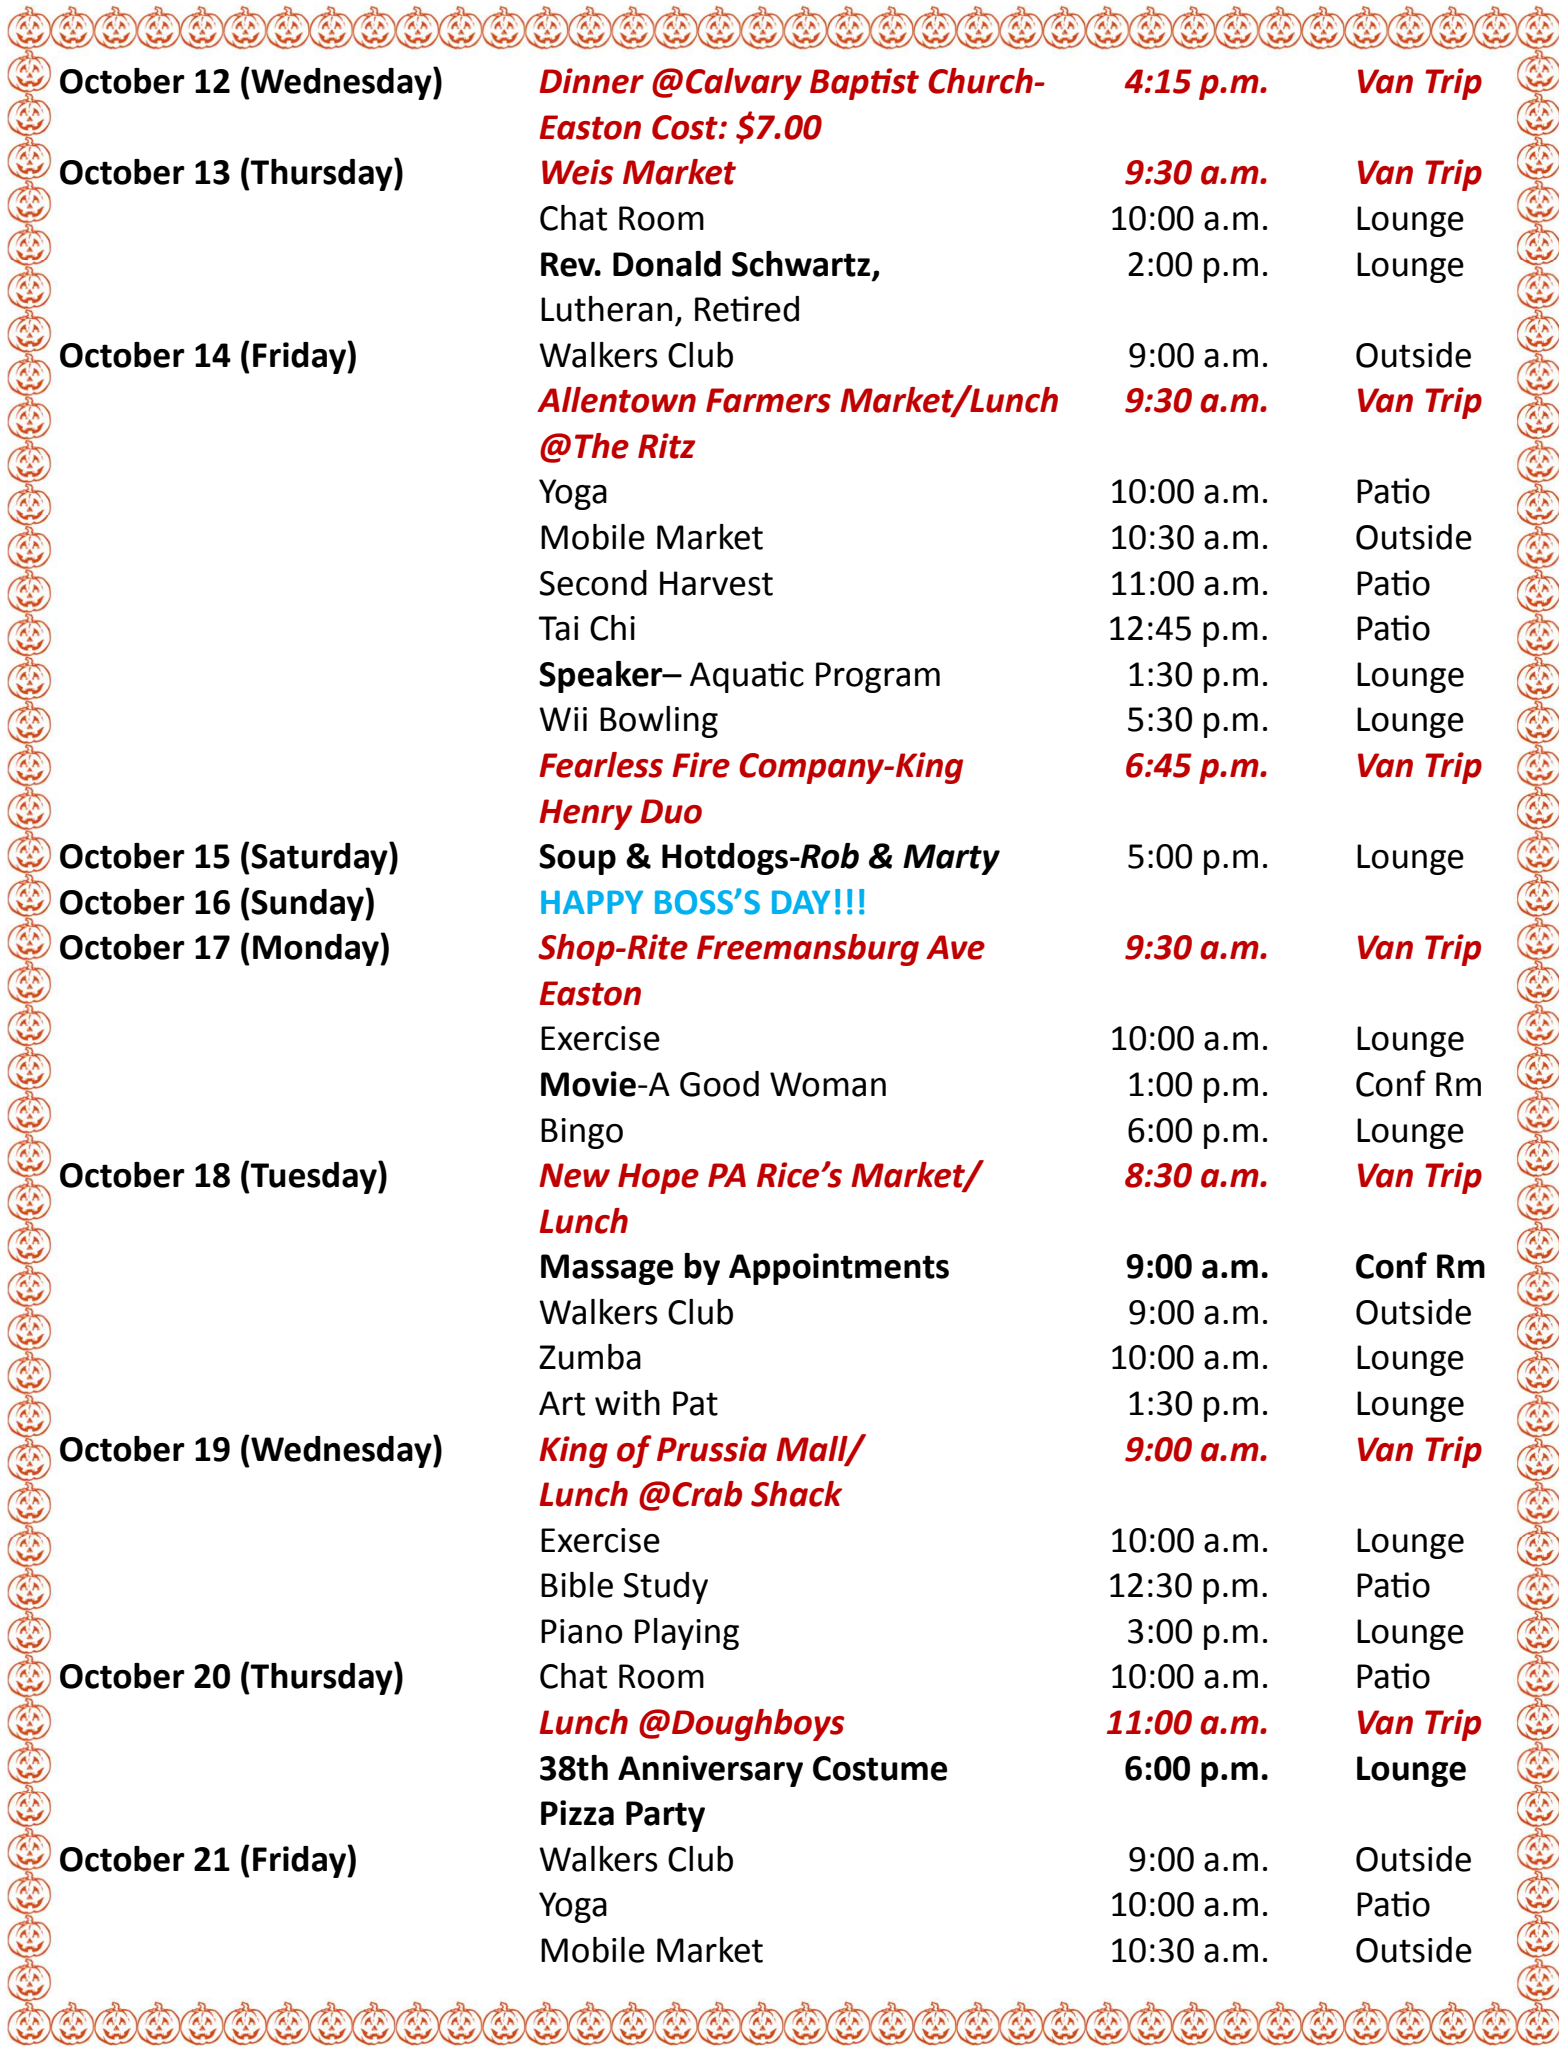 October 12 (Wednesday) Dinner @Calvary Baptist Church- 4:15 p.m. Van Trip
Easton Cost: $7.00
October 13 (Thursday) Weis Market 9:30 a.m. Van Trip
Chat Room 10:00 a.m. Lounge
Rev. Donald Schwartz, 2:00 p.m. Lounge
Lutheran, Retired
October 14 (Friday) Walkers Club 9:00 a.m. Outside
Allentown Farmers Market/Lunch 9:30 a.m. Van Trip
@The Ritz
Yoga 10:00 a.m. Patio
Mobile Market 10:30 a.m. Outside
Second Harvest 11:00 a.m. Patio
Tai Chi 12:45 p.m. Patio
Speaker– Aquatic Program 1:30 p.m. Lounge
Wii Bowling 5:30 p.m. Lounge
Fearless Fire Company-King 6:45 p.m. Van Trip
Henry Duo
October 15 (Saturday) Soup & Hotdogs-Rob & Marty 5:00 p.m. Lounge
October 16 (Sunday) HAPPY BOSS’S DAY!!!
October 17 (Monday) Shop-Rite Freemansburg Ave 9:30 a.m. Van Trip
Easton
Exercise 10:00 a.m. Lounge
Movie-A Good Woman 1:00 p.m. Conf Rm
Bingo 6:00 p.m. Lounge
October 18 (Tuesday) New Hope PA Rice’s Market/ 8:30 a.m. Van Trip
Lunch
Massage by Appointments 9:00 a.m. Conf Rm
Walkers Club 9:00 a.m. Outside
Zumba 10:00 a.m. Lounge
Art with Pat 1:30 p.m. Lounge
October 19 (Wednesday) King of Prussia Mall/ 9:00 a.m. Van Trip
Lunch @Crab Shack
Exercise 10:00 a.m. Lounge
Bible Study 12:30 p.m. Patio
Piano Playing 3:00 p.m. Lounge
October 20 (Thursday) Chat Room 10:00 a.m. Patio
Lunch @Doughboys 11:00 a.m. Van Trip
38th Anniversary Costume 6:00 p.m. Lounge
Pizza Party
October 21 (Friday) Walkers Club 9:00 a.m. Outside
Yoga 10:00 a.m. Patio
Mobile Market 10:30 a.m. Outside